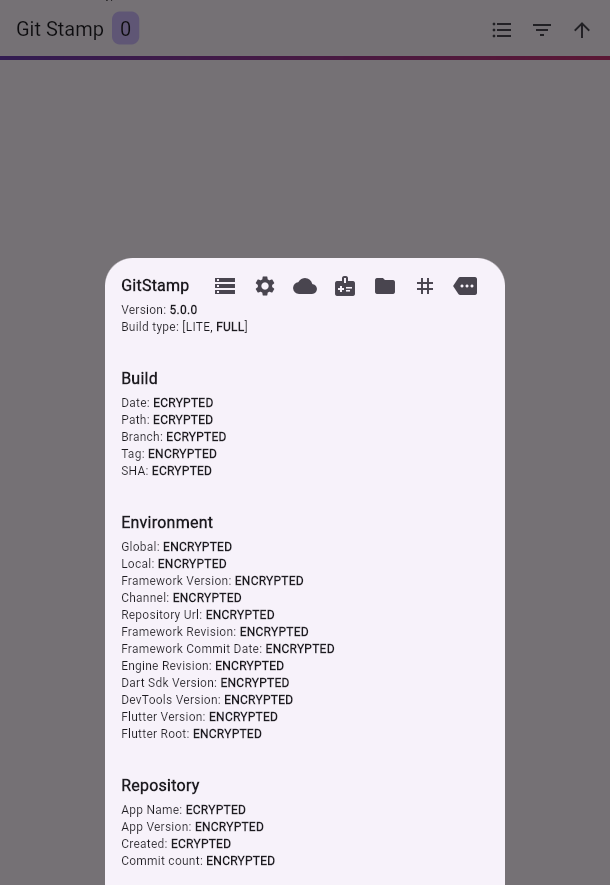 Git Stamp 0
GitStamp
Version: 5.0.0
Build type: [LITE, FULL]
Build
Date: ECRYPTED
Path: ECRYPTED
Branch: ECRYPTED
Tag: ENCRYPTED
SHA: ECRYPTED
Environment
Global: ENCRYPTED
Local: ENCRYPTED
Framework Version: ENCRYPTED
Channel: ENCRYPTED
Repository Url: ENCRYPTED
Framework Revision: ENCRYPTED
Framework Commit Date: ENCRYPTED
Engine Revision: ENCRYPTED
Dart Sdk Version: ENCRYPTED
DevTools Version: ENCRYPTED
Flutter Version: ENCRYPTED
Flutter Root: ENCRYPTED
Repository
App Name: ECRYPTED
App Version: ENCRYPTED
Created: ECRYPTED
Commit count: ENCRYPTED